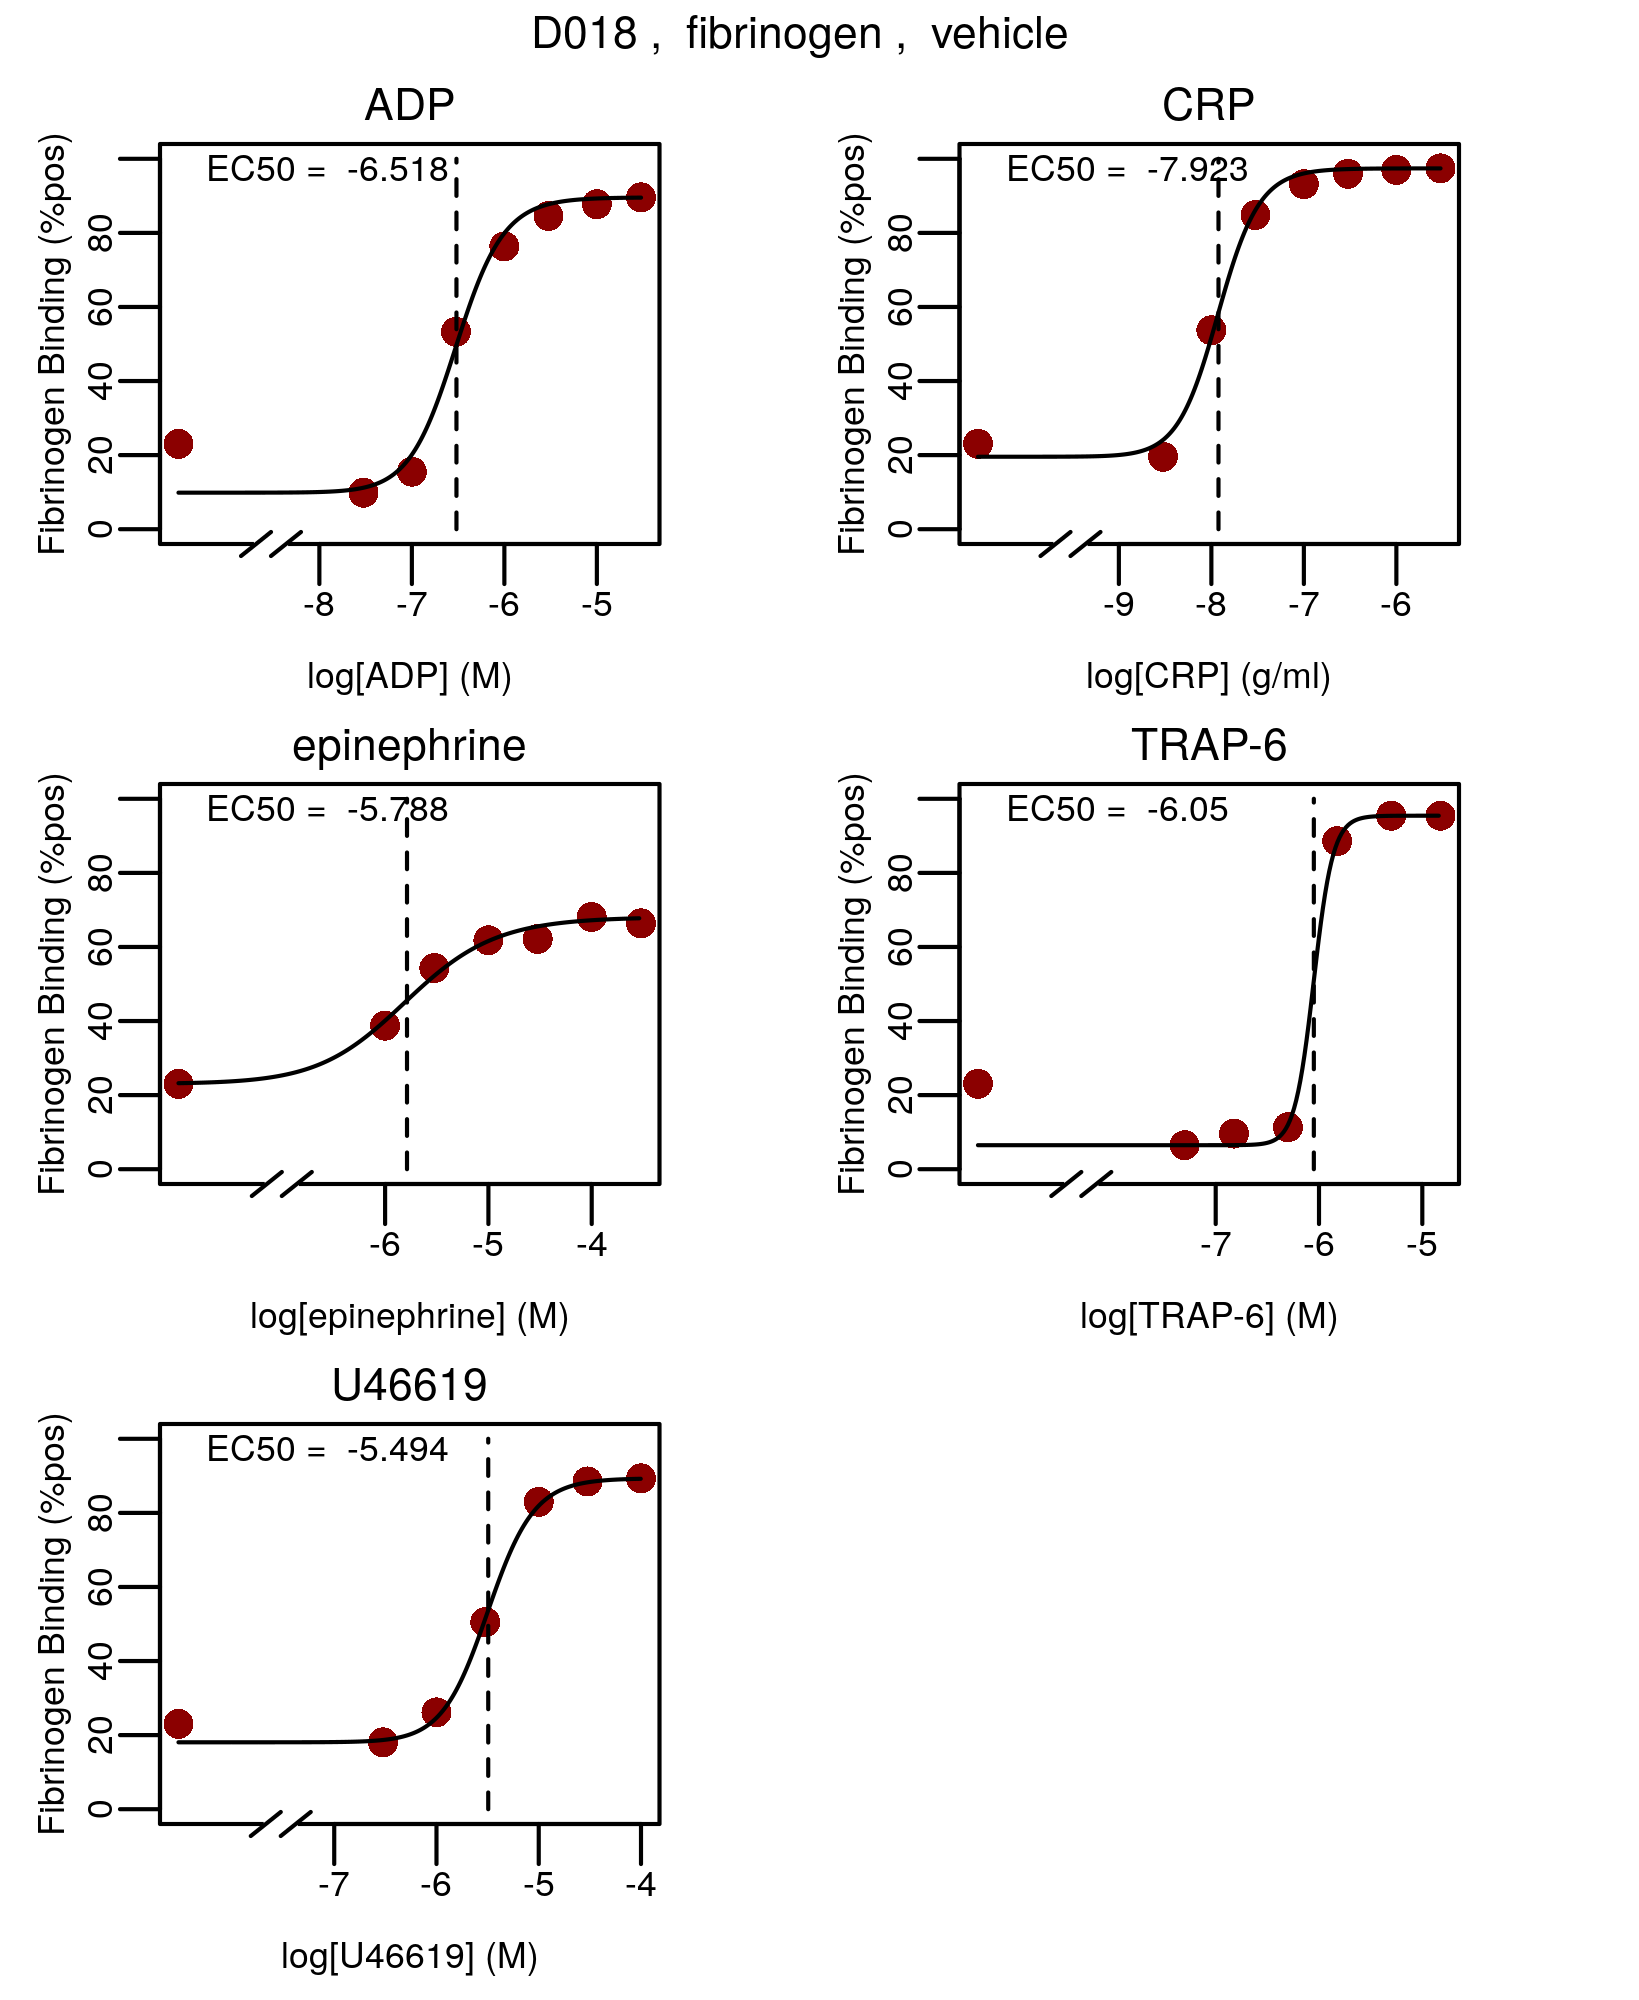 D018 , fibrinogen , vehicle
ADP
EC50 = -6.518
Fibrinogen Binding (%pos)
0 20 40 60 80
-8 -7 -6 -5
log[ADP] (M)
CRP
EC50 = -7.923
Fibrinogen Binding (%pos)
0 20 40 60 80
-9 -8 -7 -6
log[CRP] (g/ml)
epinephrine
EC50 = -5.788
Fibrinogen Binding (%pos)
0 20 40 60 80
-6 -5 -4
log[epinephrine] (M)
TRAP-6
EC50 = -6.05
Fibrinogen Binding (%pos)
0 20 40 60 80
-7 -6 -5
log[TRAP-6] (M)
U46619
EC50 = -5.494
Fibrinogen Binding (%pos)
0 20 40 60 80
-7 -6 -5 -4
log[U46619] (M)